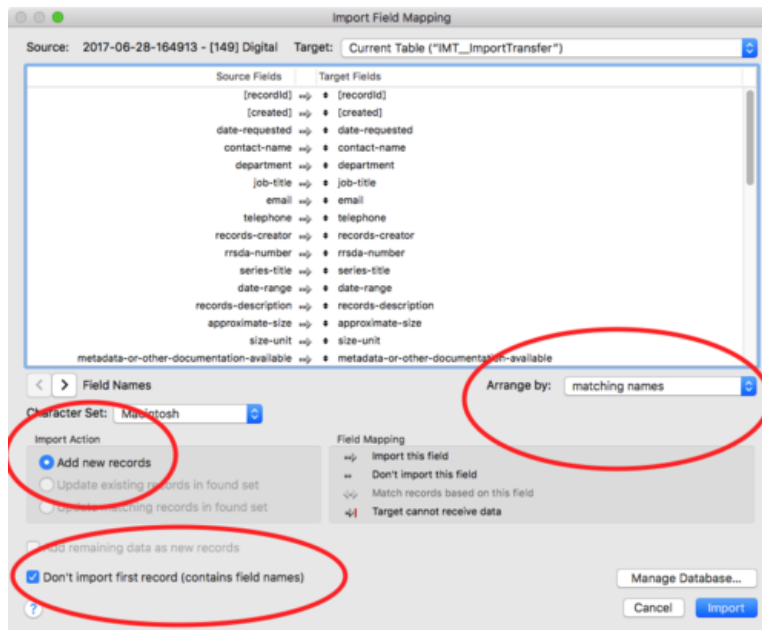 Import Field Mapping
Source: 2017-06-28-164913 - [149] Digital Target: Current Table ("IMT__ImportTransfer")
Source Fields Target Fields
[recordId] [recordId]
[created] [created]
date-requested date-requested
contact-name contact-name
department department
job-title job-title
email email
telephone telephone
records-creator records-creator
rrsda-number rrsda-number
series-title series-title
date-range date-range
records-description records-description
approximate-size approximate-size
size-unit size-unit
metadata-or-other-documentation-available metadata-or-other-documentation-available
Field Names Arrange by: matching names
Character Set: Macintosh
Import Action Field Mapping
Add new records Import this field
Update existing records in found set Don't import this field
Update matching records in found set Match records based on this field
Target cannot receive data
Add remaining data as new records
Don't import first record (contains field names) Manage Database...
? Cancel Import